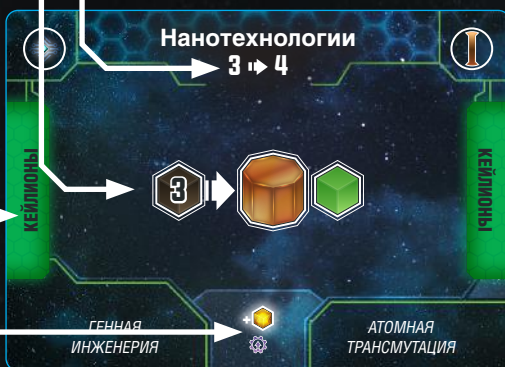 Нанотехнологии
3 ➠ 4
I
КЕЙЛИОНЫ
3
КЕЙЛИОНЫ
+
ГЕННАЯ
ИНЖЕНЕРИЯ
АТОМНАЯ
ТРАНСМУТАЦИЯ